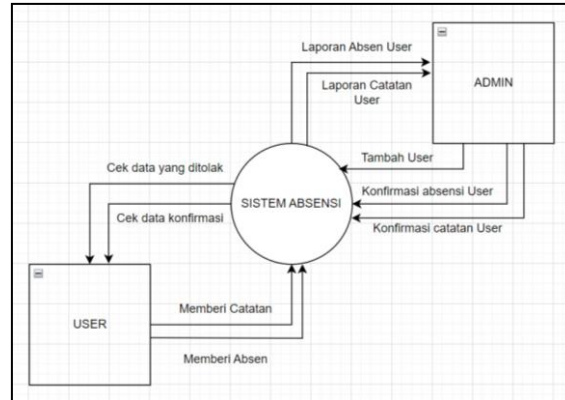 Laporan Absen User
Laporan Catatan
User
ADMIN
Tambah User
Cek data yang ditolak
Konfirmasi absensi User
SISTEM ABSENSI
Cek data konfirmasi
Konfirmasi catatan User
Memberi Catatan
USER
Memberi Absen